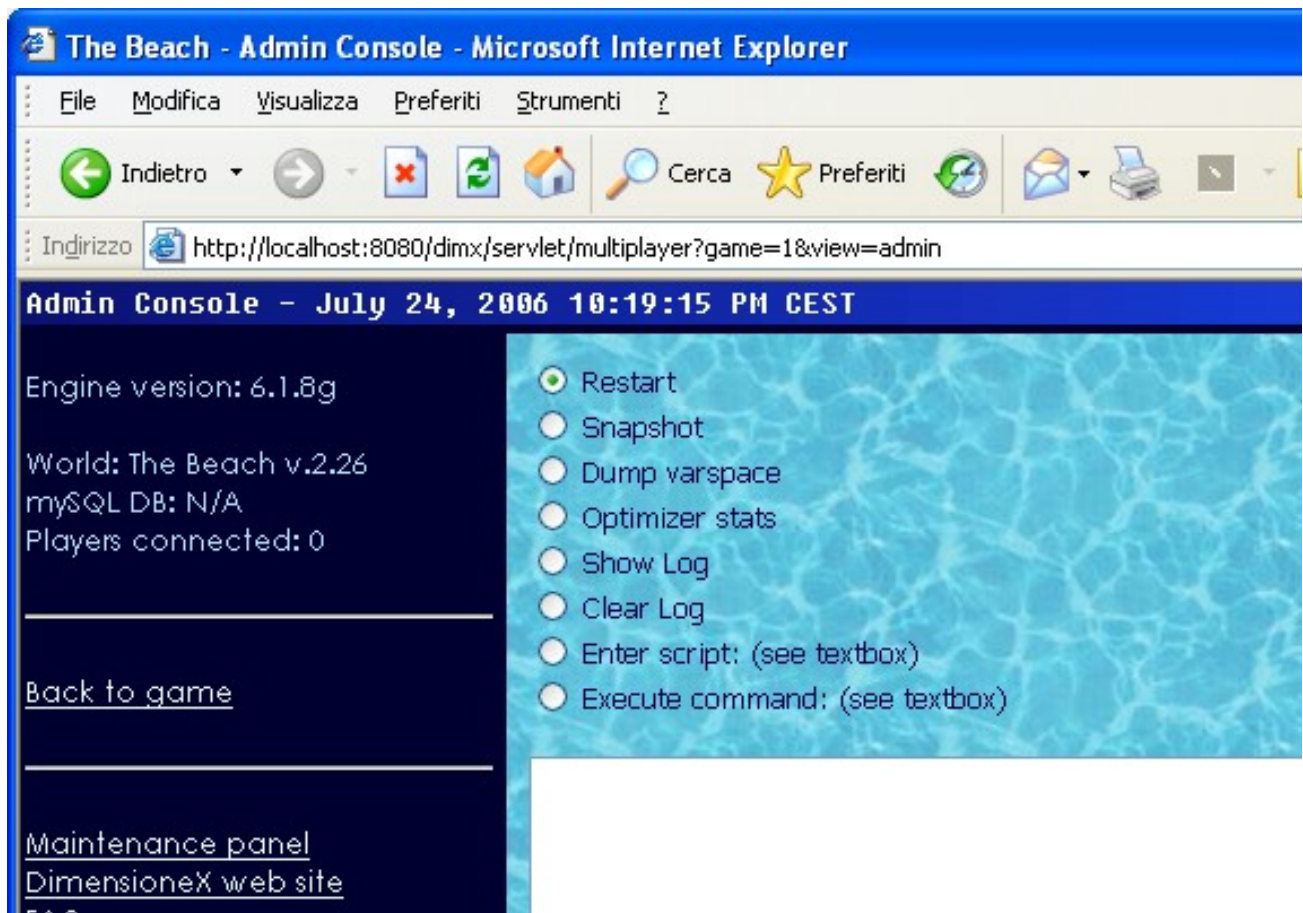 The Beach - Admin Console - Microsoft Internet Explorer
File Modifica Visualizza Preferiti Strumenti ?
Indietro Cerca Preferiti
Indirizzo http://localhost:8080/dimx/servlet/multiplayer?game=1&view=admin
Admin Console - July 24, 2006 10:19:15 PM CEST
Engine version: 6.1.8g
World: The Beach v.2.26
mySQL DB: N/A
Players connected: 0
Back to game
Maintenance panel
DimensioneX web site
Restart
Snapshot
Dump varspace
Optimizer stats
Show Log
Clear Log
Enter script: (see textbox)
Execute command: (see textbox)